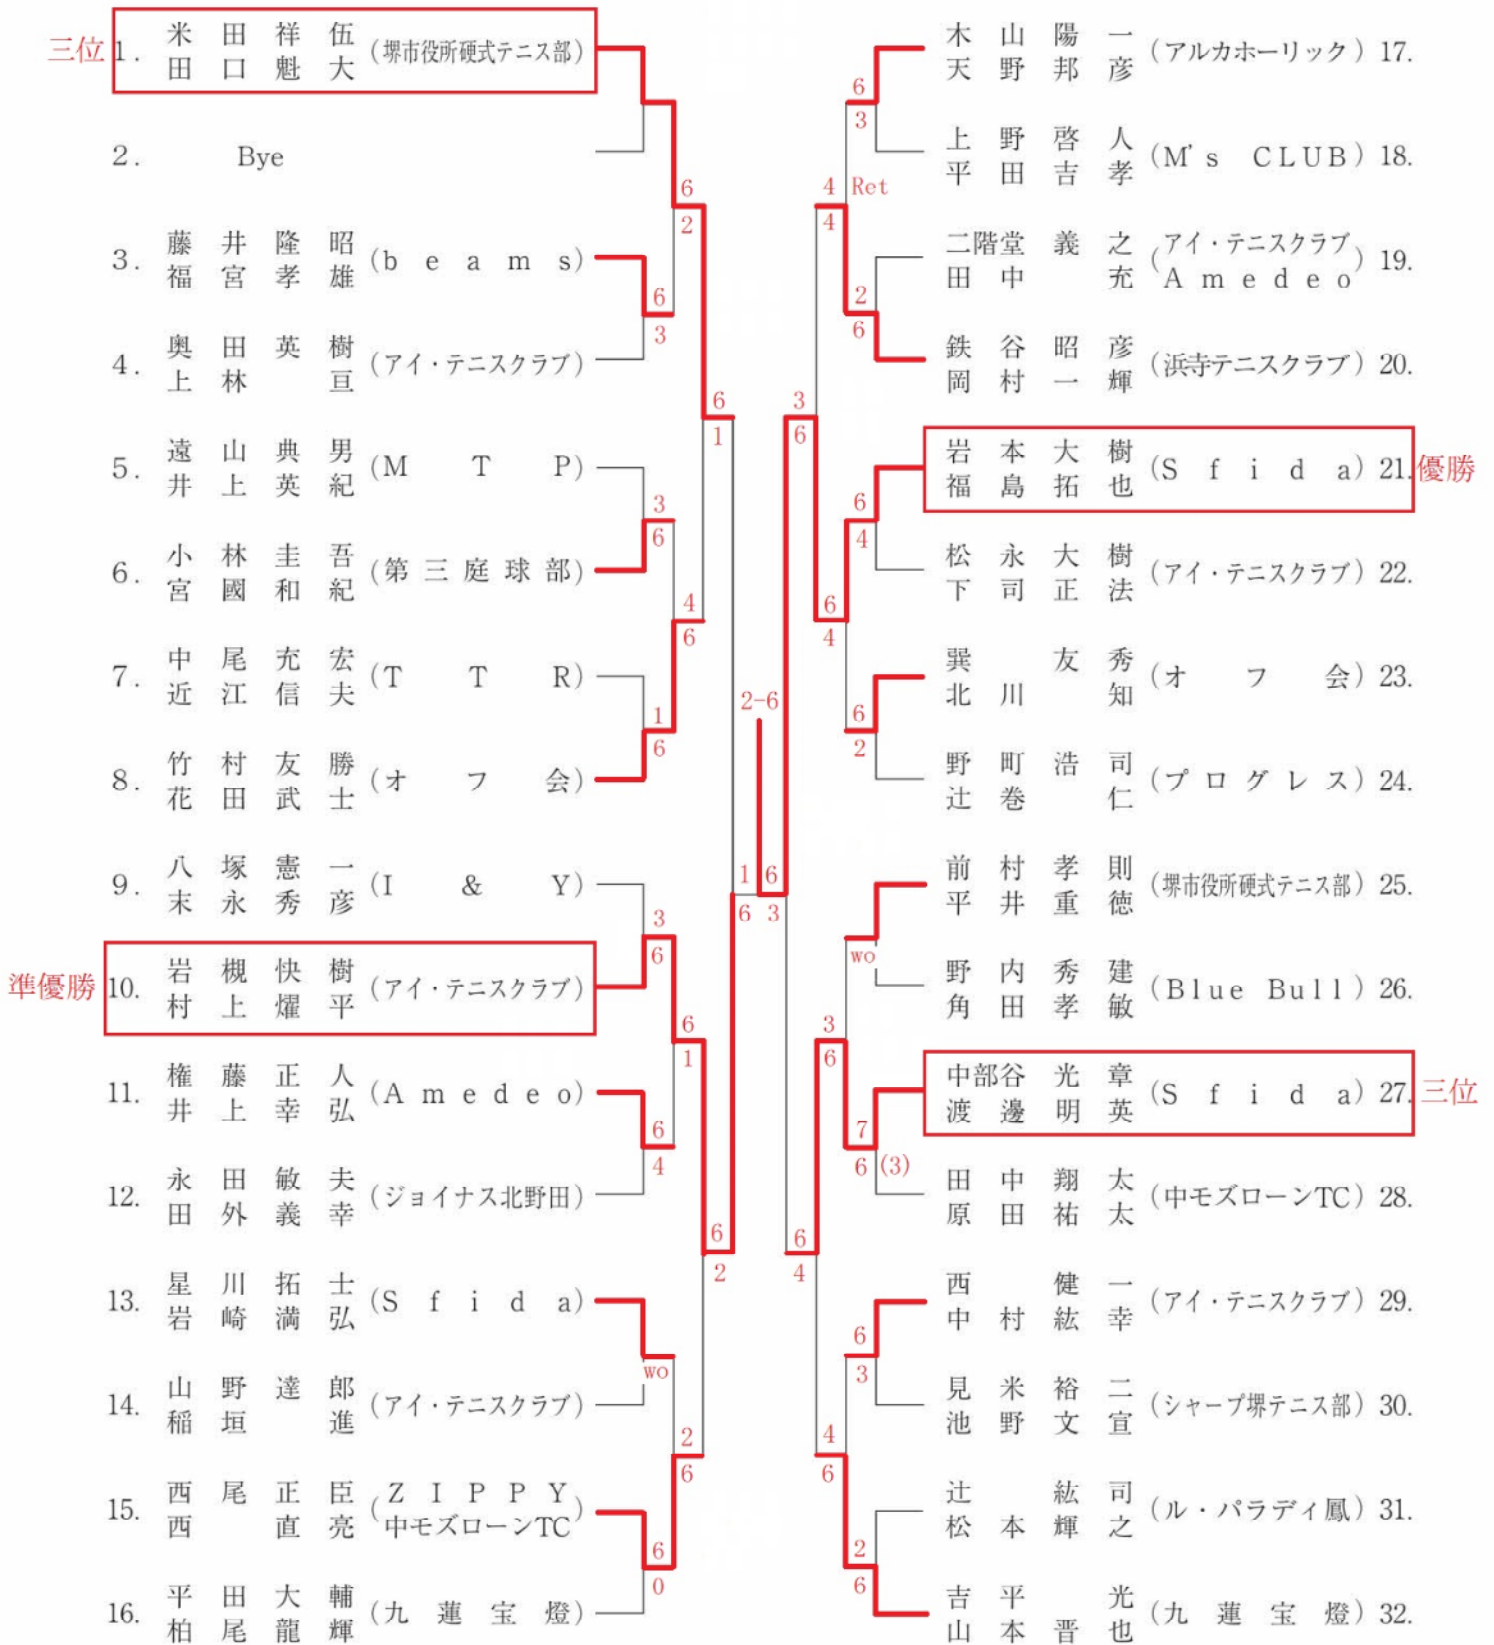 三位 1. 米田祥伍 (堺市役所硬式テニス部)
田口魁大
2. Bye
6
2
3. 藤井隆昭 (beams)
福宮孝雄
6
3
4. 奥田英樹 (アイ・テニスクラブ)
上林亘
6
1
5. 遠山典男 (MTP)
井上英紀
3
6
6. 小林圭吾 (第三庭球部)
宮國和紀
4
6
7. 中尾充宏 (TTR)
近江信夫
1
6
8. 竹村友勝 (オフ会)
花田武士
2-6
1 6
6 3
9. 八塚憲一 (I&Y)
末永秀彦
3
6
準優勝 10. 岩槻快樹 (アイ・テニスクラブ)
村上燿平
6
1
11. 権藤正人 (Amedeo)
井上幸弘
6
4
12. 永田敏夫 (ジョイナス北野田)
田外義幸
6
2
13. 星川拓士 (Sfida)
岩崎満弘
wo
14. 山野達郎 (アイ・テニスクラブ)
稲垣進
2
6
15. 西尾正臣 (ZIPPY
西直亮 中モズローンTC)
6
0
16. 平田大輔 (九蓮宝燈)
柏尾龍輝
木山陽一 (アルカホーリック) 17.
天野邦彦
6
3
上野啓人 (M's CLUB) 18.
平田吉孝
4 Ret
4
二階堂義之 (アイ・テニスクラブ
田中充 Amedeo) 19.
2
6
鉄谷昭彦 (浜寺テニスクラブ) 20.
岡村一輝
3
6
岩本大樹 (Sfida) 21. 優勝
福島拓也
6
4
松永大樹 (アイ・テニスクラブ) 22.
下司正法
6
4
巽友秀 (オフ会) 23.
北川知
6
2
野町浩司 (プログレス) 24.
辻巻仁
前村孝則 (堺市役所硬式テニス部) 25.
平井重徳
wo
野内秀建 (Blue Bull) 26.
角田孝敏
3
6
中部谷光章 (Sfida) 27. 三位
渡邊明英
7
6 (3)
田中翔太 (中モズローンTC) 28.
原田祐太
6
4
西健一 (アイ・テニスクラブ) 29.
中村紘幸
6
3
見米裕二 (シャープ堺テニス部) 30.
池野文宣
4
6
辻紘司 (ル・パラディ鳳) 31.
松本輝之
2
6
吉平光 (九蓮宝燈) 32.
山本晋也